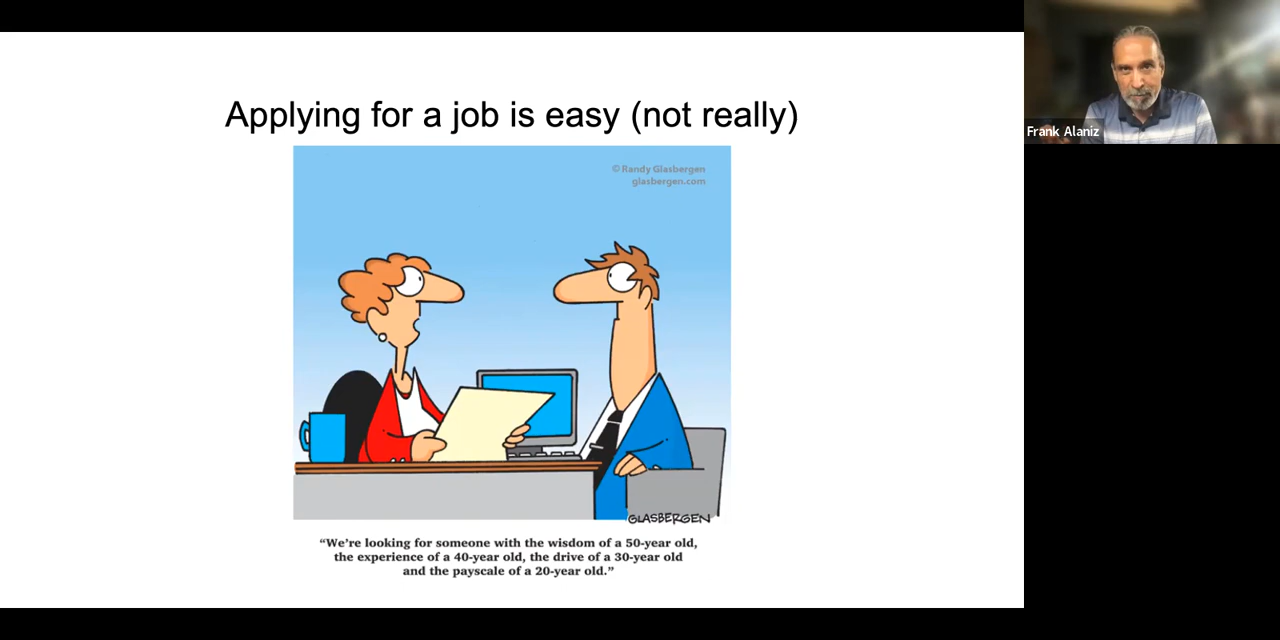 Applying for a job is easy (not really)
© Randy Glasbergen
glasbergen.com
GLASBERGEN
“We’re looking for someone with the wisdom of a 50-year old,
the experience of a 40-year old, the drive of a 30-year old
and the payscale of a 20-year old.”
Frank Alaniz